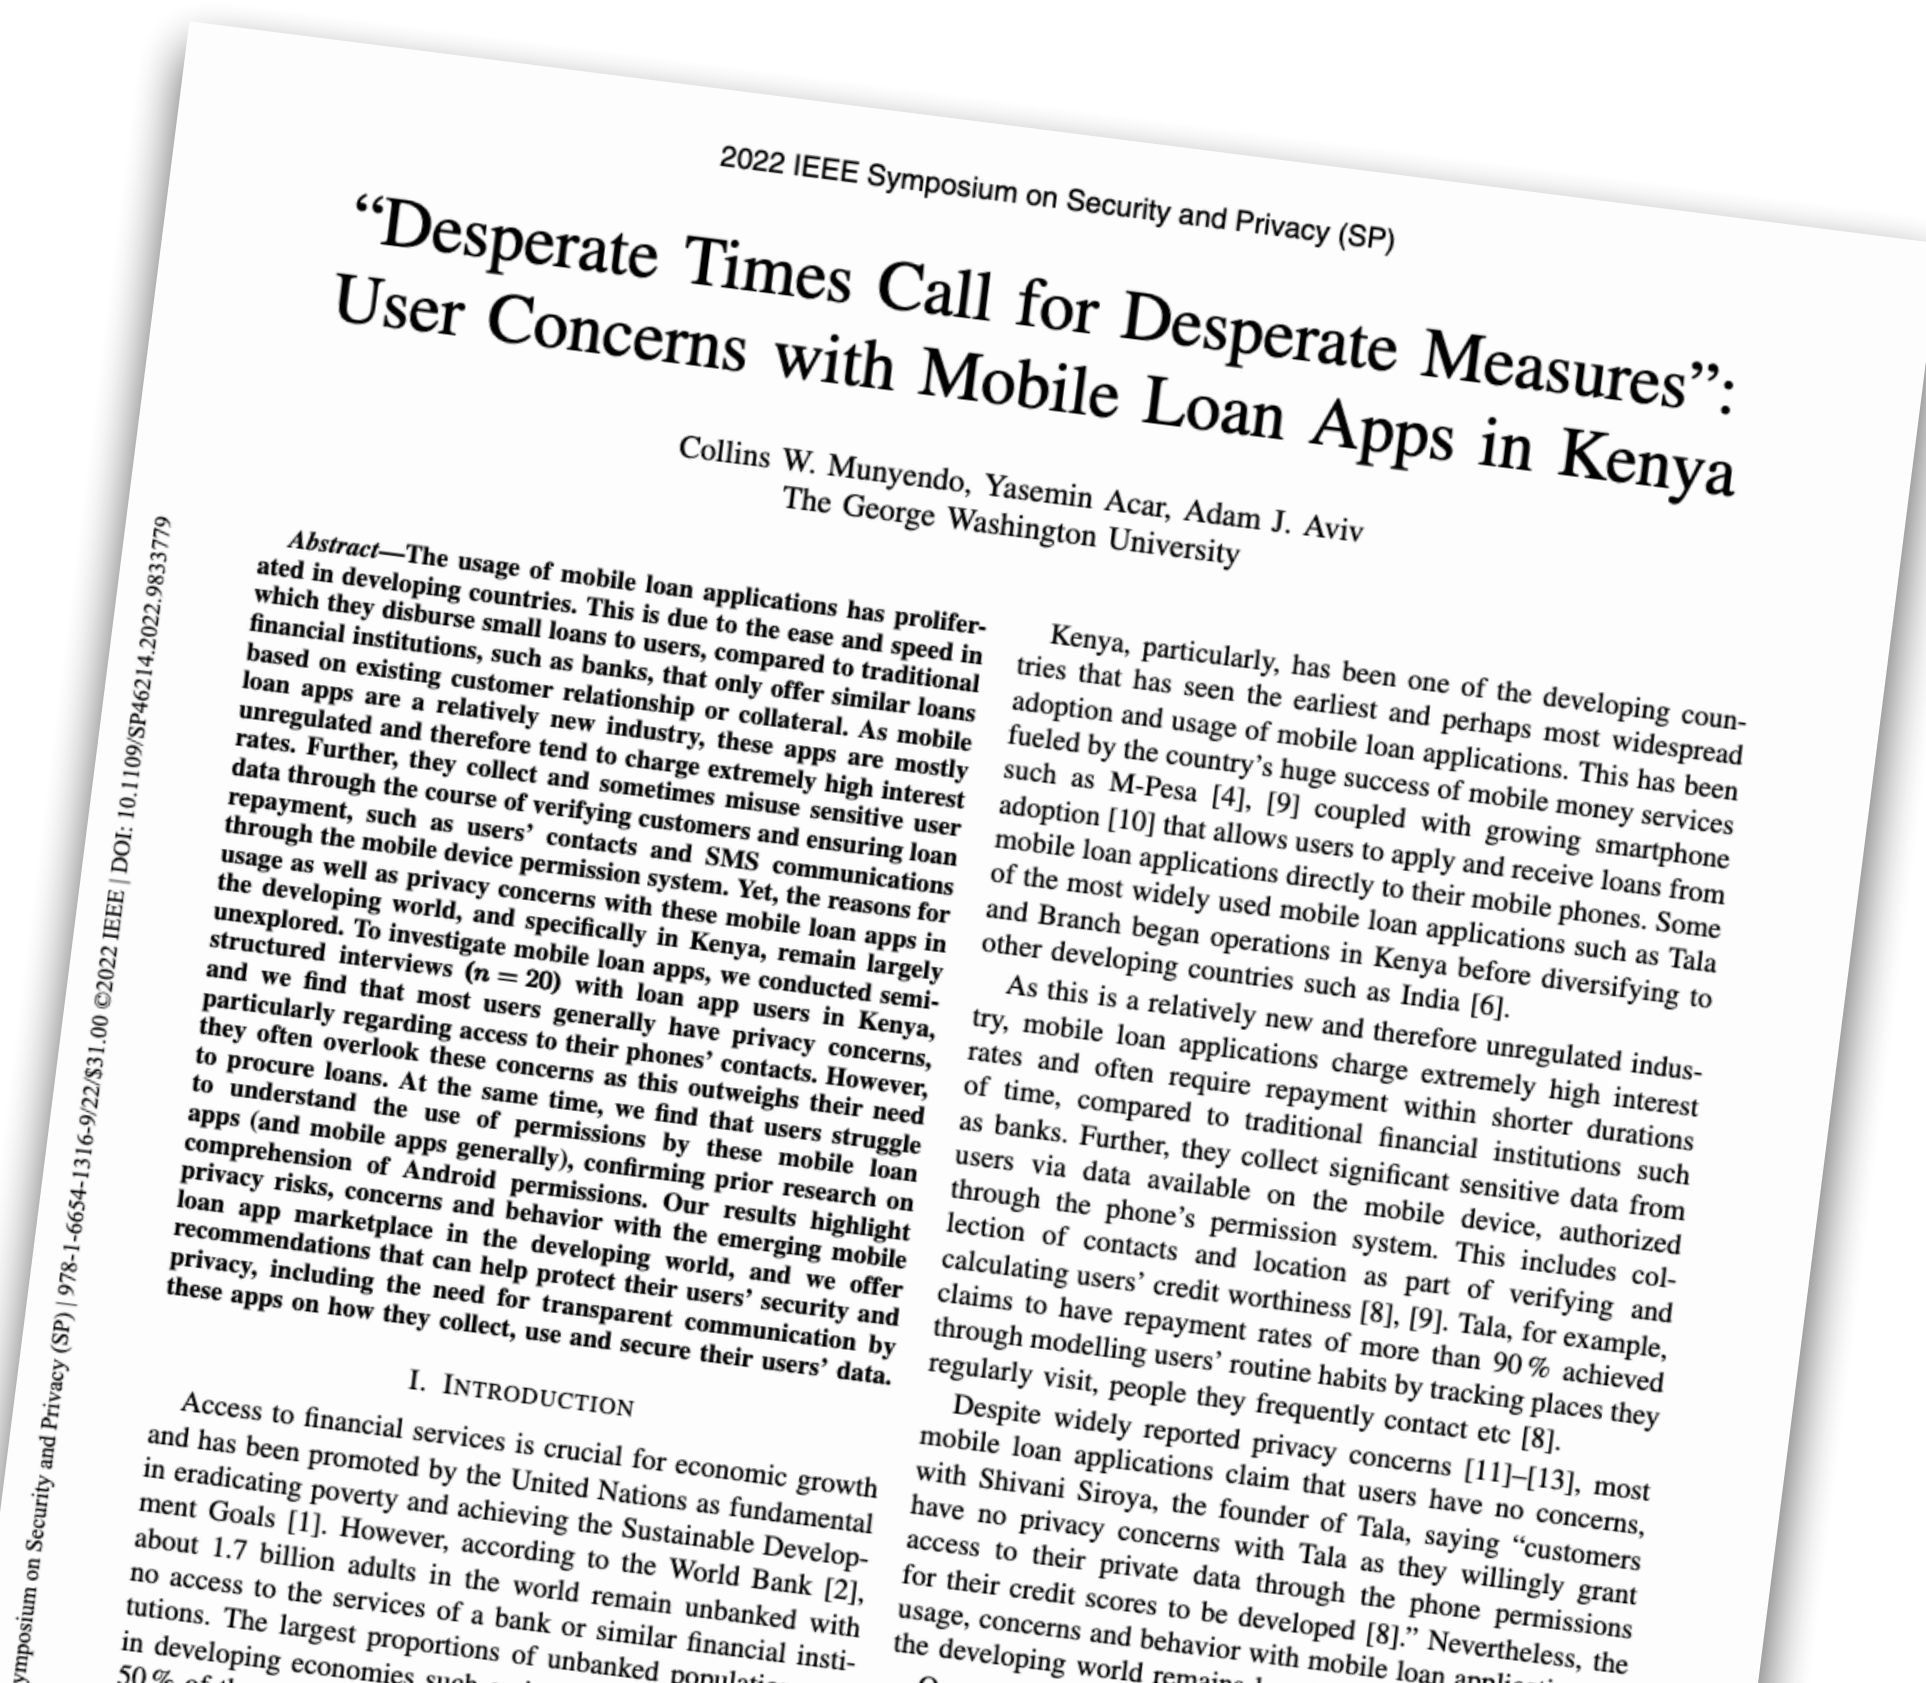 2022 IEEE Symposium on Security and Privacy (SP)
“Desperate Times Call for Desperate Measures”:
User Concerns with Mobile Loan Apps in Kenya
Collins W. Munyendo, Yasemin Acar, Adam J. Aviv
The George Washington University
Abstract—The usage of mobile loan applications has prolifer-
ated in developing countries. This is due to the ease and speed in
which they disburse small loans to users, compared to traditional
financial institutions, such as banks, that only offer similar loans
based on existing customer relationship or collateral. As mobile
loan apps are a relatively new industry, these apps are mostly
unregulated and therefore tend to charge extremely high interest
rates. Further, they collect and sometimes misuse sensitive user
data through the course of verifying customers and ensuring loan
repayment, such as users’ contacts and SMS communications
through the mobile device permission system. Yet, the reasons for
usage as well as privacy concerns with these mobile loan apps in
the developing world, and specifically in Kenya, remain largely
unexplored. To investigate mobile loan apps, we conducted semi-
structured interviews (n = 20) with loan app users in Kenya,
and we find that most users generally have privacy concerns,
particularly regarding access to their phones’ contacts. However,
they often overlook these concerns as this outweighs their need
to procure loans. At the same time, we find that users struggle
to understand the use of permissions by these mobile loan
apps (and mobile apps generally), confirming prior research on
comprehension of Android permissions. Our results highlight
privacy risks, concerns and behavior with the emerging mobile
loan app marketplace in the developing world, and we offer
recommendations that can help protect their users’ security and
privacy, including the need for transparent communication by
these apps on how they collect, use and secure their users’ data.
I. INTRODUCTION
Access to financial services is crucial for economic growth
and has been promoted by the United Nations as fundamental
in eradicating poverty and achieving the Sustainable Develop-
ment Goals [1]. However, according to the World Bank [2],
about 1.7 billion adults in the world remain unbanked with
no access to the services of a bank or similar financial insti-
tutions. The largest proportions of unbanked
in developing economies such
50 % of
Kenya, particularly, has been one of the developing coun-
tries that has seen the earliest and perhaps most widespread
adoption and usage of mobile loan applications. This has been
fueled by the country’s huge success of mobile money services
such as M-Pesa [4], [9] coupled with growing smartphone
adoption [10] that allows users to apply and receive loans from
mobile loan applications directly to their mobile phones. Some
of the most widely used mobile loan applications such as Tala
and Branch began operations in Kenya before diversifying to
other developing countries such as India [6].
As this is a relatively new and therefore unregulated indus-
try, mobile loan applications charge extremely high interest
rates and often require repayment within shorter durations
of time, compared to traditional financial institutions such
as banks. Further, they collect significant sensitive data from
users via data available on the mobile device, authorized
through the phone’s permission system. This includes col-
lection of contacts and location as part of verifying and
calculating users’ credit worthiness [8], [9]. Tala, for example,
claims to have repayment rates of more than 90 % achieved
through modelling users’ routine habits by tracking places they
regularly visit, people they frequently contact etc [8].
Despite widely reported privacy concerns [11]–[13], most
mobile loan applications claim that users have no concerns,
with Shivani Siroya, the founder of Tala, saying “customers
have no privacy concerns with Tala as they willingly grant
access to their private data through the phone permissions
for their credit scores to be developed [8].” Nevertheless, the
usage, concerns and behavior with mobile loan
the developing world remains
Symposium on Security and Privacy (SP) | 978-1-6654-1316-9/22/$31.00 ©2022 IEEE | DOI: 10.1109/SP46214.2022.9833779